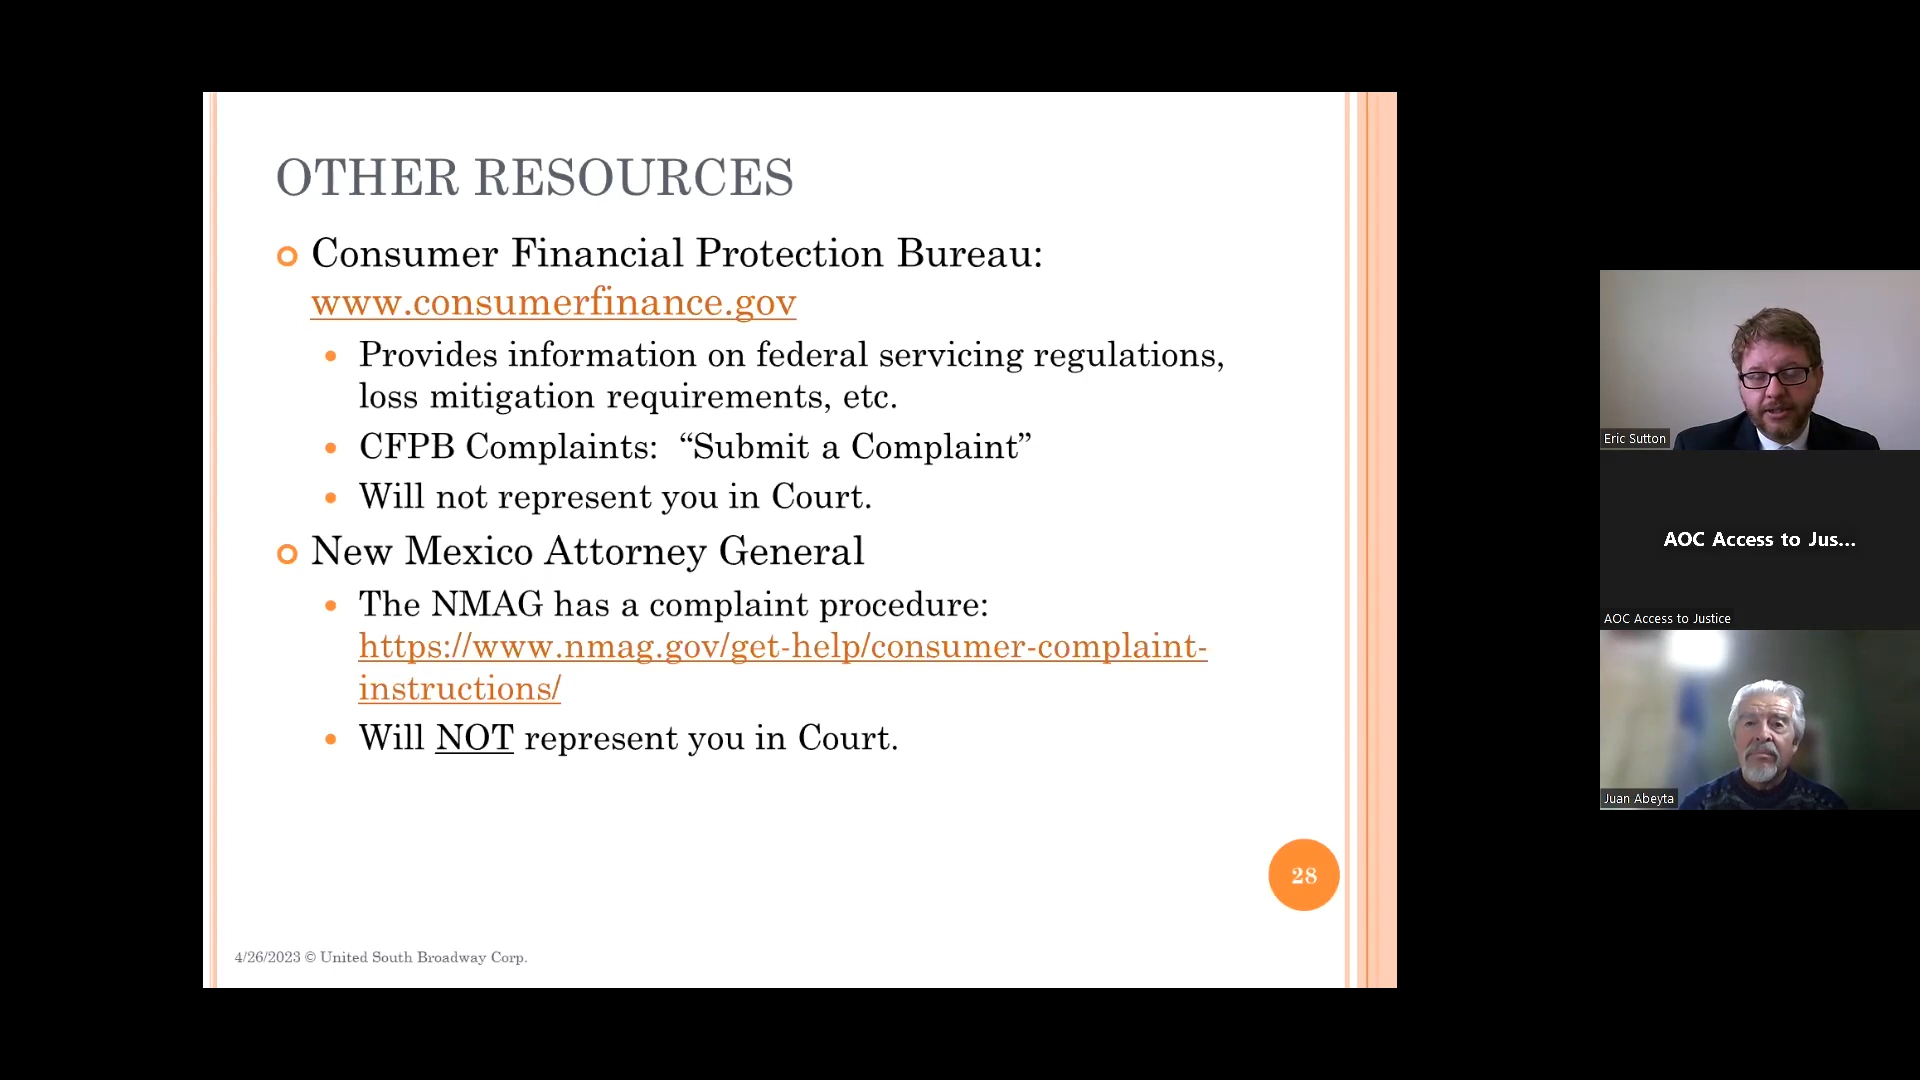 OTHER RESOURCES
Consumer Financial Protection Bureau:
www.consumerfinance.gov
Provides information on federal servicing regulations,
loss mitigation requirements, etc.
CFPB Complaints:  “Submit a Complaint”
Will not represent you in Court.
New Mexico Attorney General
The NMAG has a complaint procedure:
https://www.nmag.gov/get-help/consumer-complaint-
instructions/
Will NOT represent you in Court.
28
4/26/2023 © United South Broadway Corp.
Eric Sutton
AOC Access to Jus...
AOC Access to Justice
Juan Abeyta